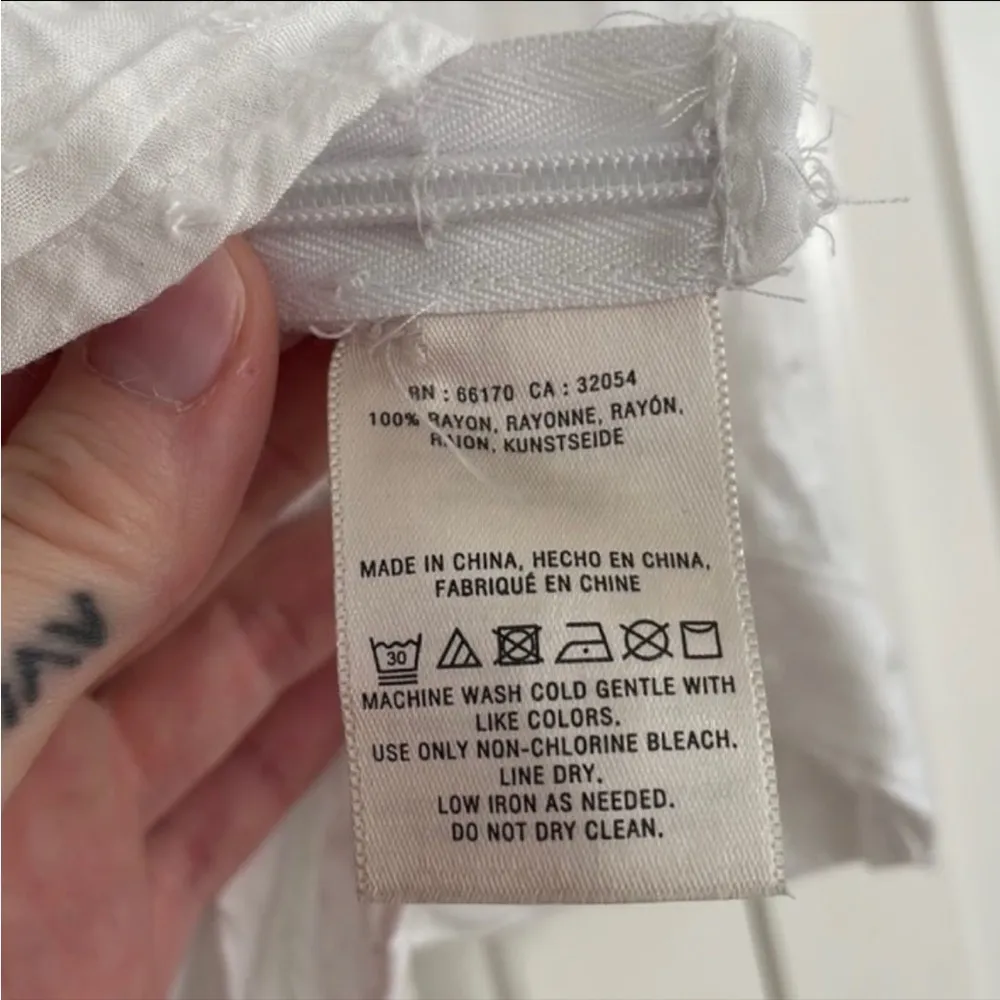 RN : 66170 CA : 32054
100% RAYON, RAYONNE, RAYÓN,
KUNSTSEIDE
MADE IN CHINA, HECHO EN CHINA,
FABRIQUÉ EN CHINE
30
MACHINE WASH COLD GENTLE WITH
LIKE COLORS.
USE ONLY NON-CHLORINE BLEACH.
LINE DRY.
LOW IRON AS NEEDED.
DO NOT DRY CLEAN.